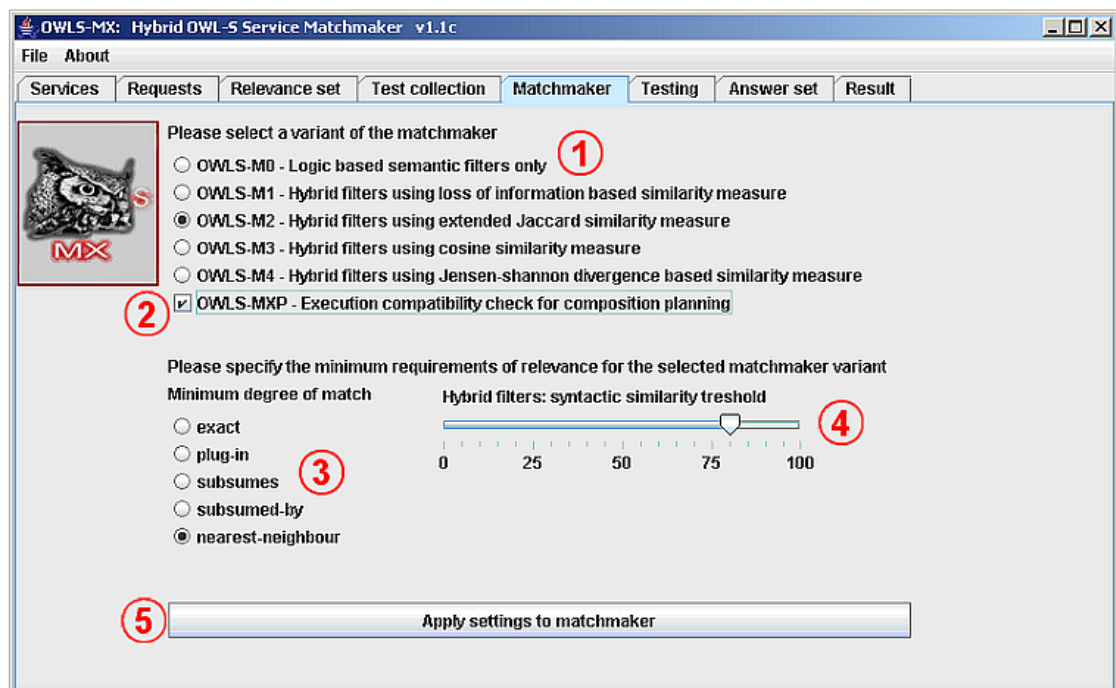 OWLS-MX: Hybrid OWL-S Service Matchmaker v1.1c
File About
Services Requests Relevance set Test collection Matchmaker Testing Answer set Result
S
MX
Please select a variant of the matchmaker
1
OWLS-M0 - Logic based semantic filters only
OWLS-M1 - Hybrid filters using loss of information based similarity measure
OWLS-M2 - Hybrid filters using extended Jaccard similarity measure
OWLS-M3 - Hybrid filters using cosine similarity measure
OWLS-M4 - Hybrid filters using Jensen-shannon divergence based similarity measure
2 OWLS-MXP - Execution compatibility check for composition planning
Please specify the minimum requirements of relevance for the selected matchmaker variant
Minimum degree of match
exact
plug-in
subsumes
3
subsumed-by
nearest-neighbour
Hybrid filters: syntactic similarity treshold
4
0 25 50 75 100
5 Apply settings to matchmaker